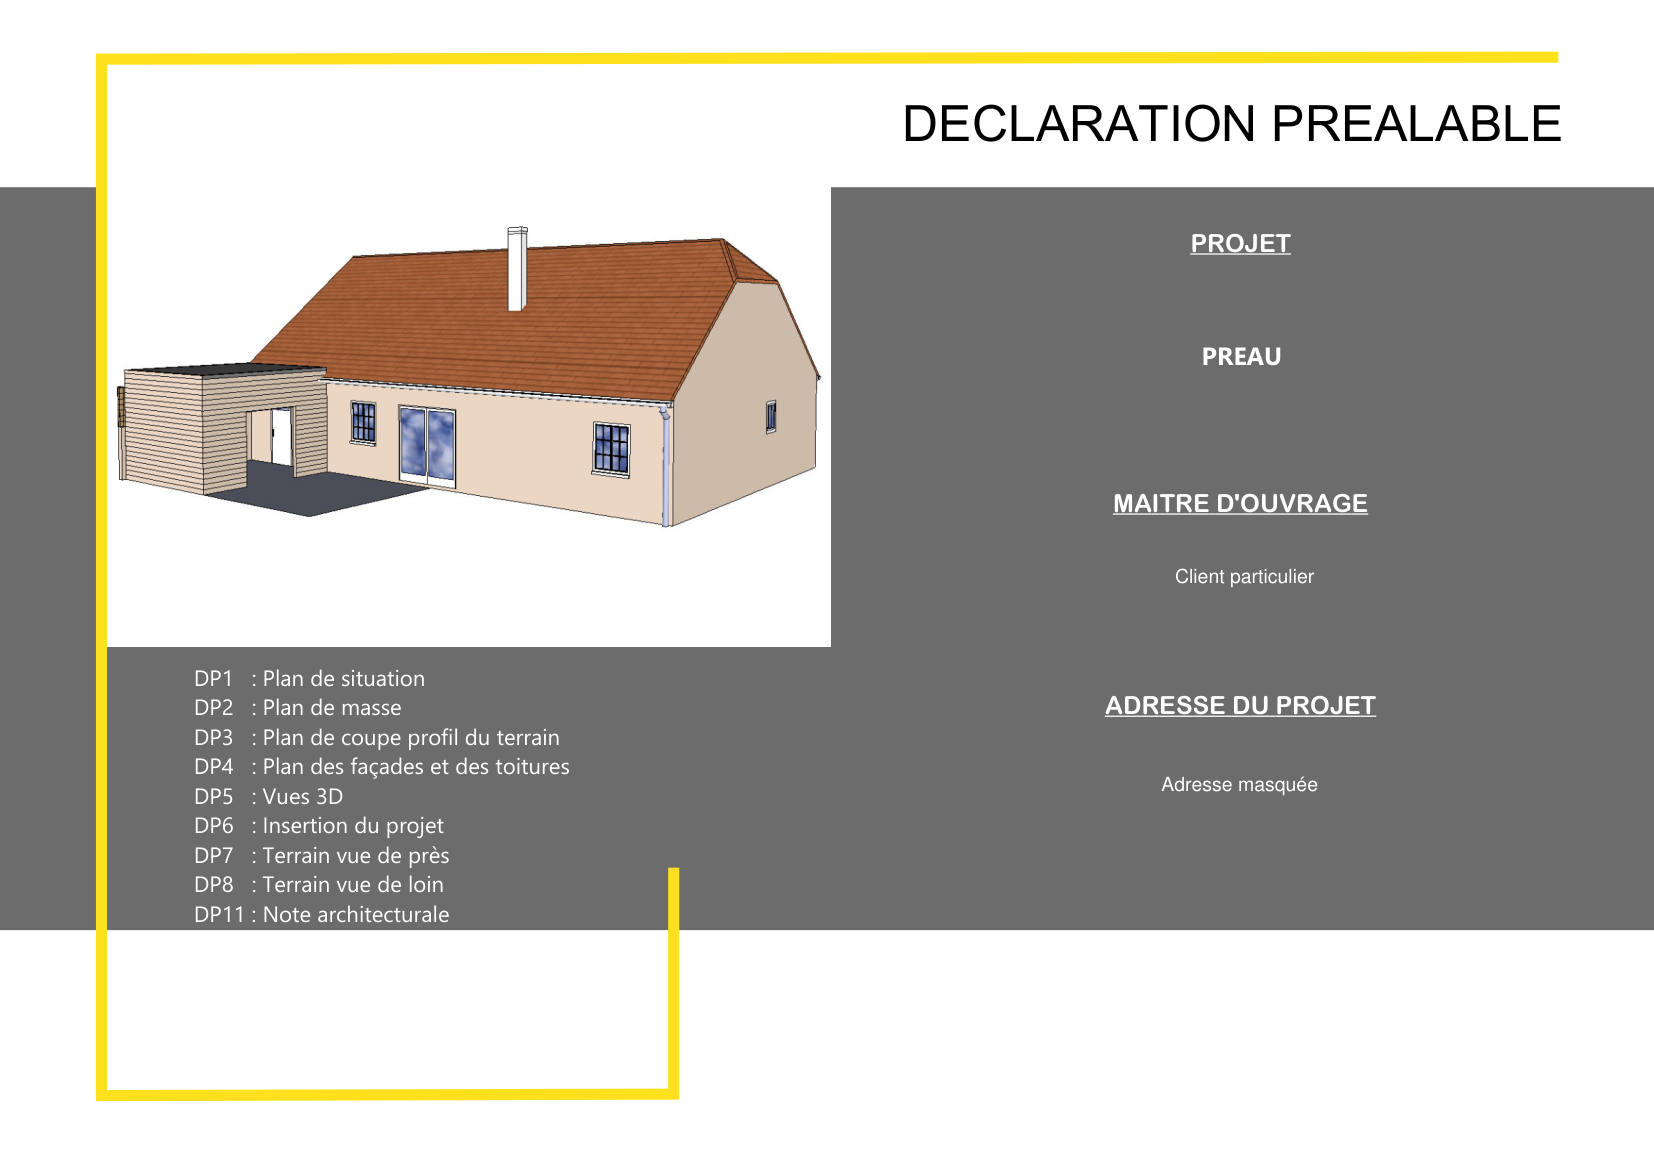 DECLARATION PREALABLE
PROJET
PREAU
MAITRE D'OUVRAGE
Client particulier
ADRESSE DU PROJET
Adresse masquée
DP1 : Plan de situation
DP2 : Plan de masse
DP3 : Plan de coupe profil du terrain
DP4 : Plan des façades et des toitures
DP5 : Vues 3D
DP6 : Insertion du projet
DP7 : Terrain vue de près
DP8 : Terrain vue de loin
DP11 : Note architecturale